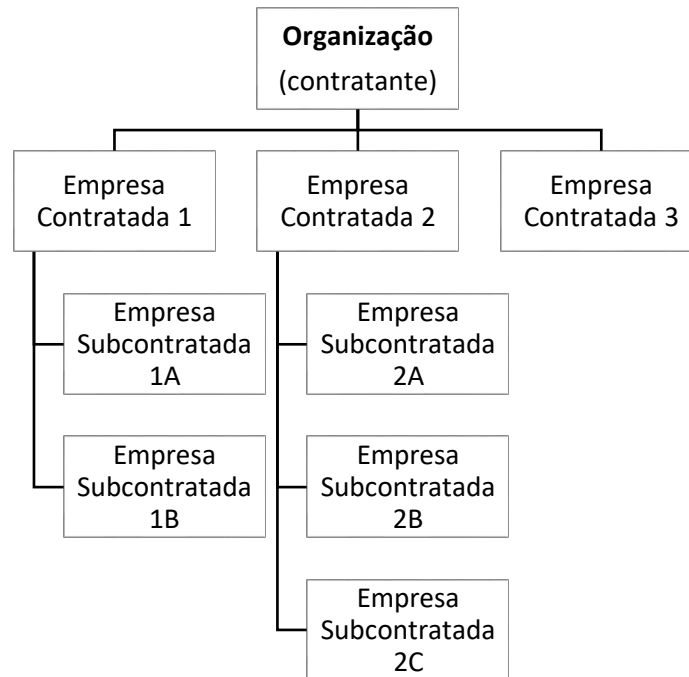 Organização
(contratante)
Empresa
Contratada 1
Empresa
Contratada 2
Empresa
Contratada 3
Empresa
Subcontratada
1A
Empresa
Subcontratada
1B
Empresa
Subcontratada
2A
Empresa
Subcontratada
2B
Empresa
Subcontratada
2C